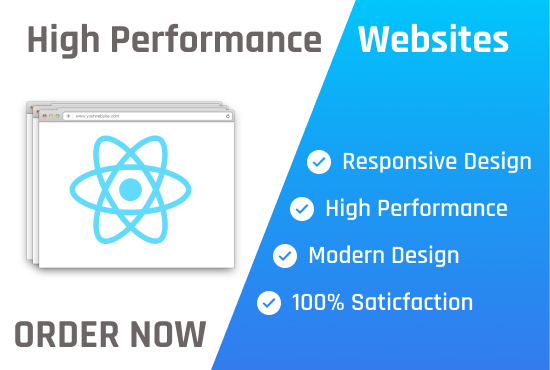 High Performance Websites
Responsive Design
High Performance
Modern Design
100% Saticfaction
ORDER NOW